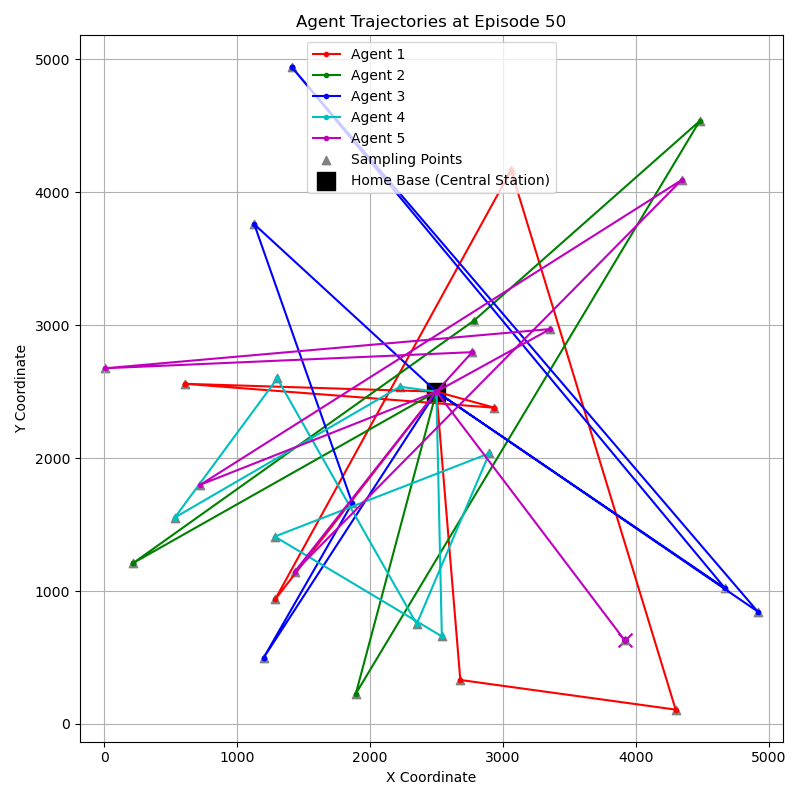 Agent Trajectories at Episode 50
Agent 1
Agent 2
Agent 3
Agent 4
Agent 5
Sampling Points
Home Base (Central Station)
Y Coordinate
5000
4000
3000
2000
1000
0
0 1000 2000 3000 4000 5000
X Coordinate